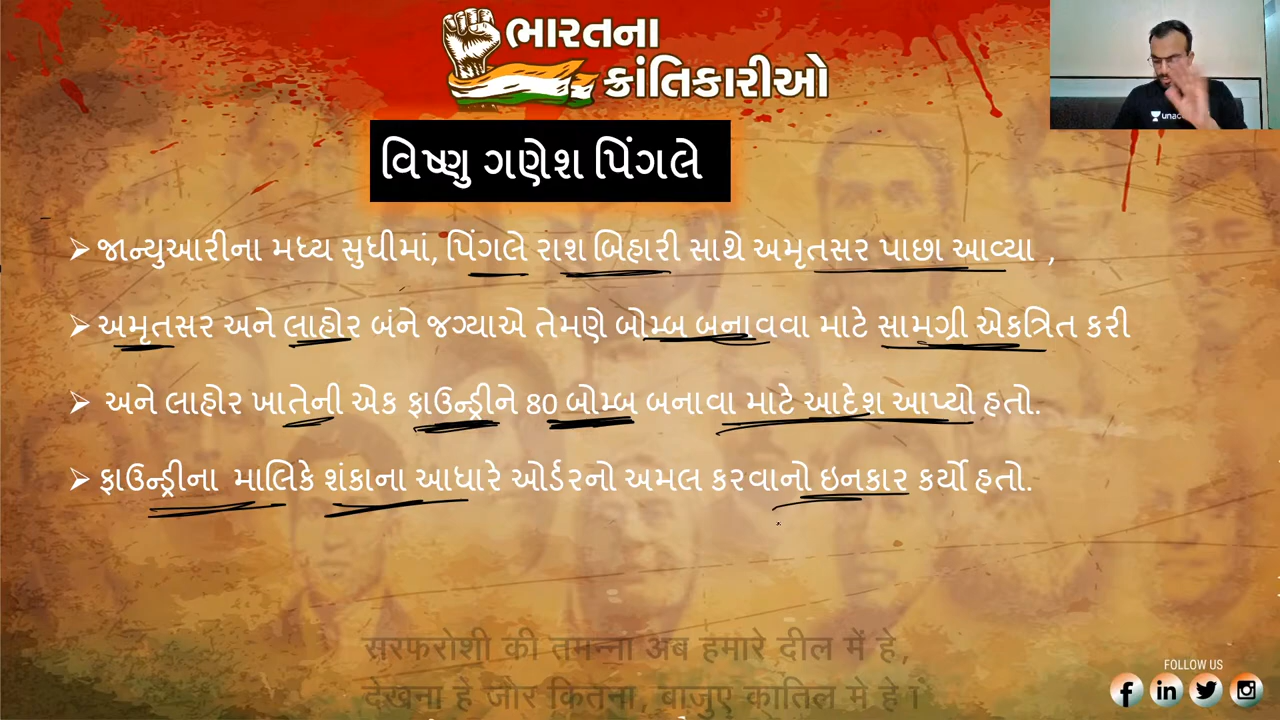 ભારતના
ક્રાંતિકારીઓ
વિષ્ણુ ગણેશ પિંગલે
➢ જાન્યુઆરીના મધ્ય સુધીમાં, પિંગલે રાશ બિહારી સાથે અમૃતસર પાછા આવ્યા ,
➢ અમૃતસર અને લાહોર બંને જગ્યાએ તેમણે બોમ્બ બનાવવા માટે સામગ્રી એકત્રિત કરી
➢ અને લાહોર ખાતેની એક ફાઉન્ડ્રીને 80 બોમ્બ બનાવા માટે આદેશ આપ્યો હતો.
➢ ફાઉન્ડ્રીના માલિકે શંકાના આધારે ઓર્ડરનો અમલ કરવાનો ઇનકાર કર્યો હતો.
सरफरोशी की तमन्ना अब हमारे दील में हे,
देखना हे जोर कितना, बाजुए कातिल मे हे ।
FOLLOW US